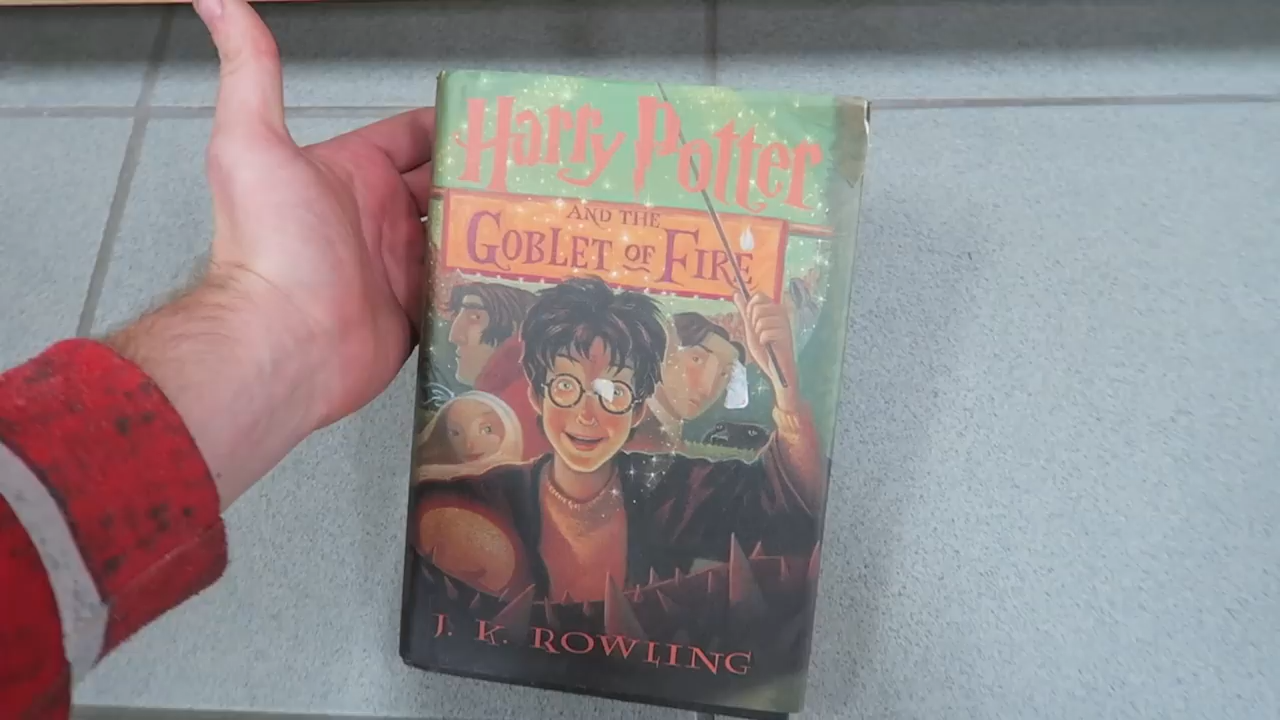 Harry Potter
AND THE
GOBLET OF FIRE
J. K. ROWLING